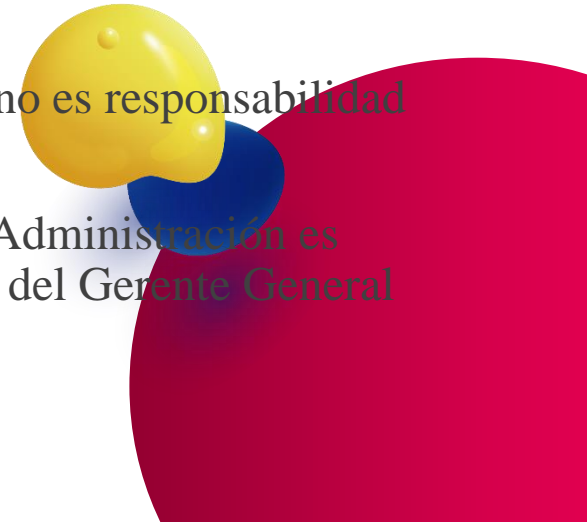 no es responsabilidad
Administración es
del Gerente General